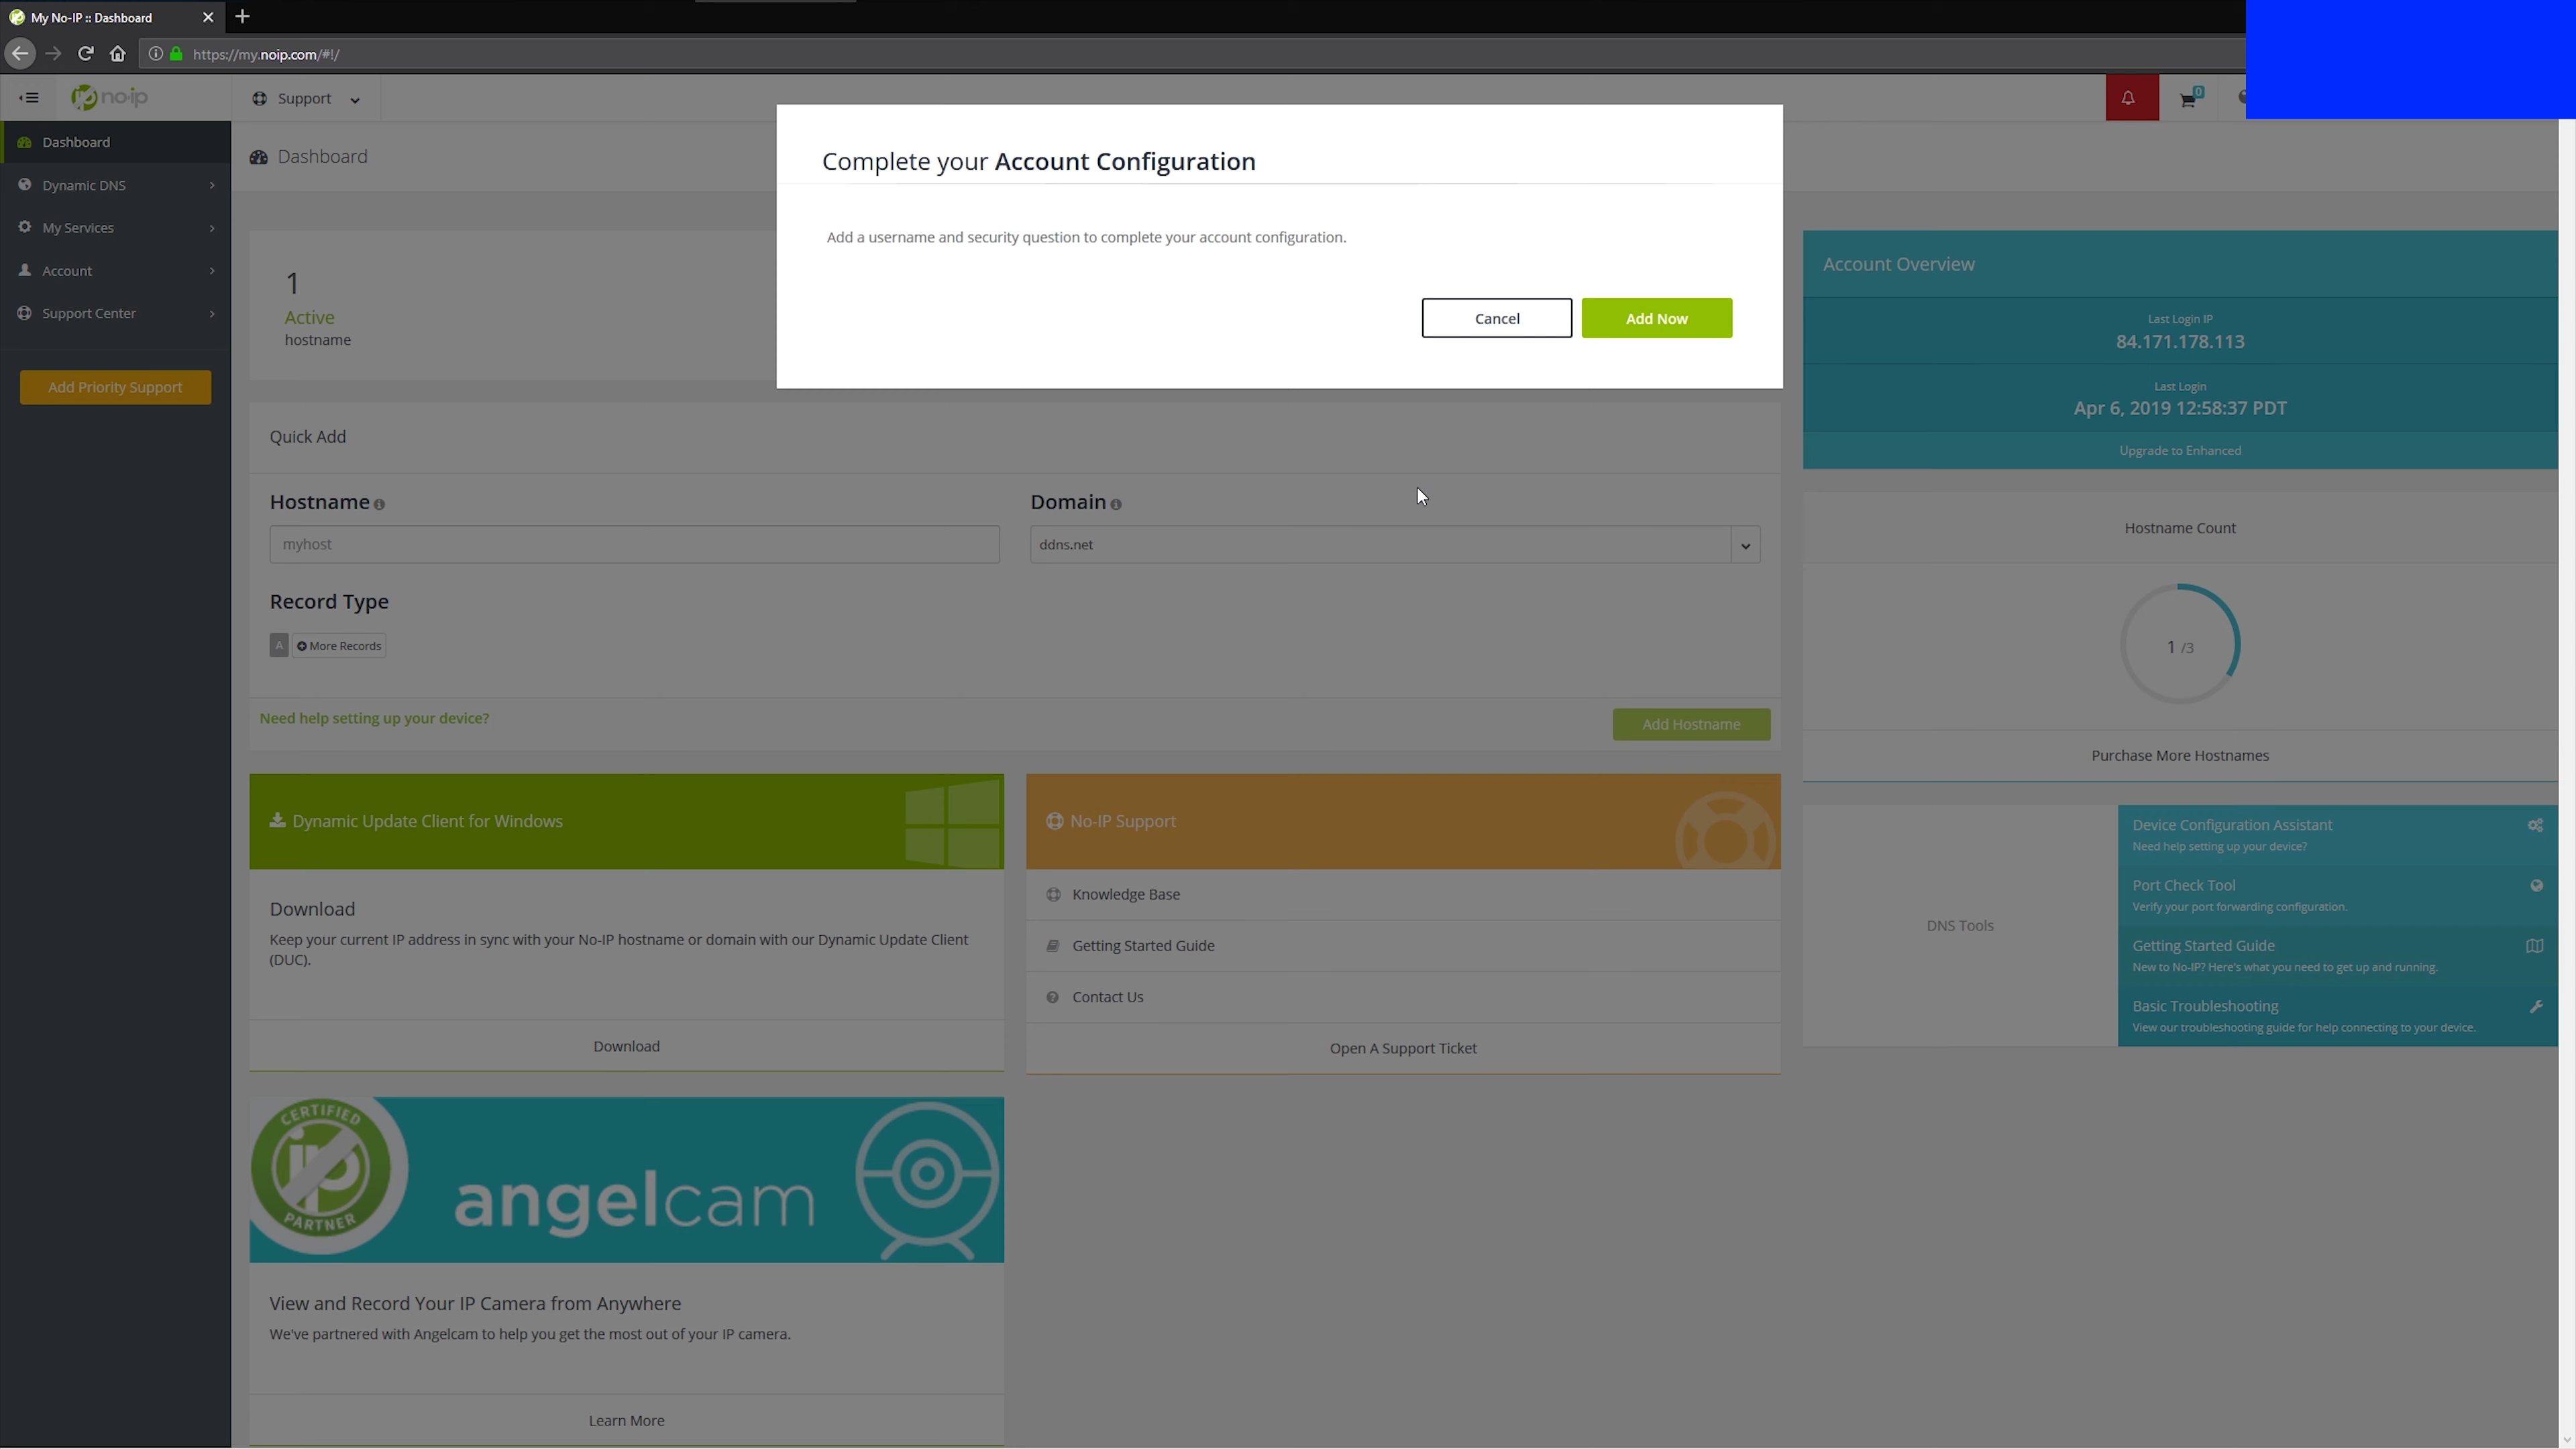 My No-IP :: Dashboard
https://my.noip.com/#!/
no-ip
Support
0
Dashboard
Dynamic DNS
My Services
Account
Support Center
Add Priority Support
Dashboard
Complete your Account Configuration
Add a username and security question to complete your account configuration.
Cancel
Add Now
1
Active
hostname
Quick Add
Hostname
Domain
myhost
ddns.net
Record Type
A
More Records
Need help setting up your device?
Add Hostname
Account Overview
Last Login IP
84.171.178.113
Last Login
Apr 6, 2019 12:58:37 PDT
Upgrade to Enhanced
Hostname Count
1 /3
Purchase More Hostnames
Dynamic Update Client for Windows
Download
Keep your current IP address in sync with your No-IP hostname or domain with our Dynamic Update Client
(DUC).
Download
No-IP Support
Knowledge Base
Getting Started Guide
Contact Us
Open A Support Ticket
DNS Tools
Device Configuration Assistant
Need help setting up your device?
Port Check Tool
Verify your port forwarding configuration.
Getting Started Guide
New to No-IP? Here's what you need to get up and running.
Basic Troubleshooting
View our troubleshooting guide for help connecting to your device.
CERTIFIED
ip
PARTNER
angelcam
View and Record Your IP Camera from Anywhere
We've partnered with Angelcam to help you get the most out of your IP camera.
Learn More